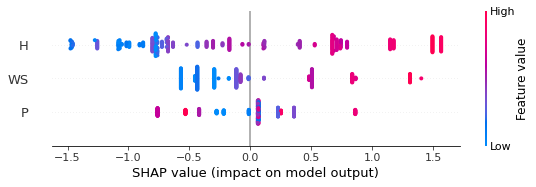 High
H
WS
P
Feature value
Low
−1.5 −1.0 −0.5 0.0 0.5 1.0 1.5
SHAP value (impact on model output)